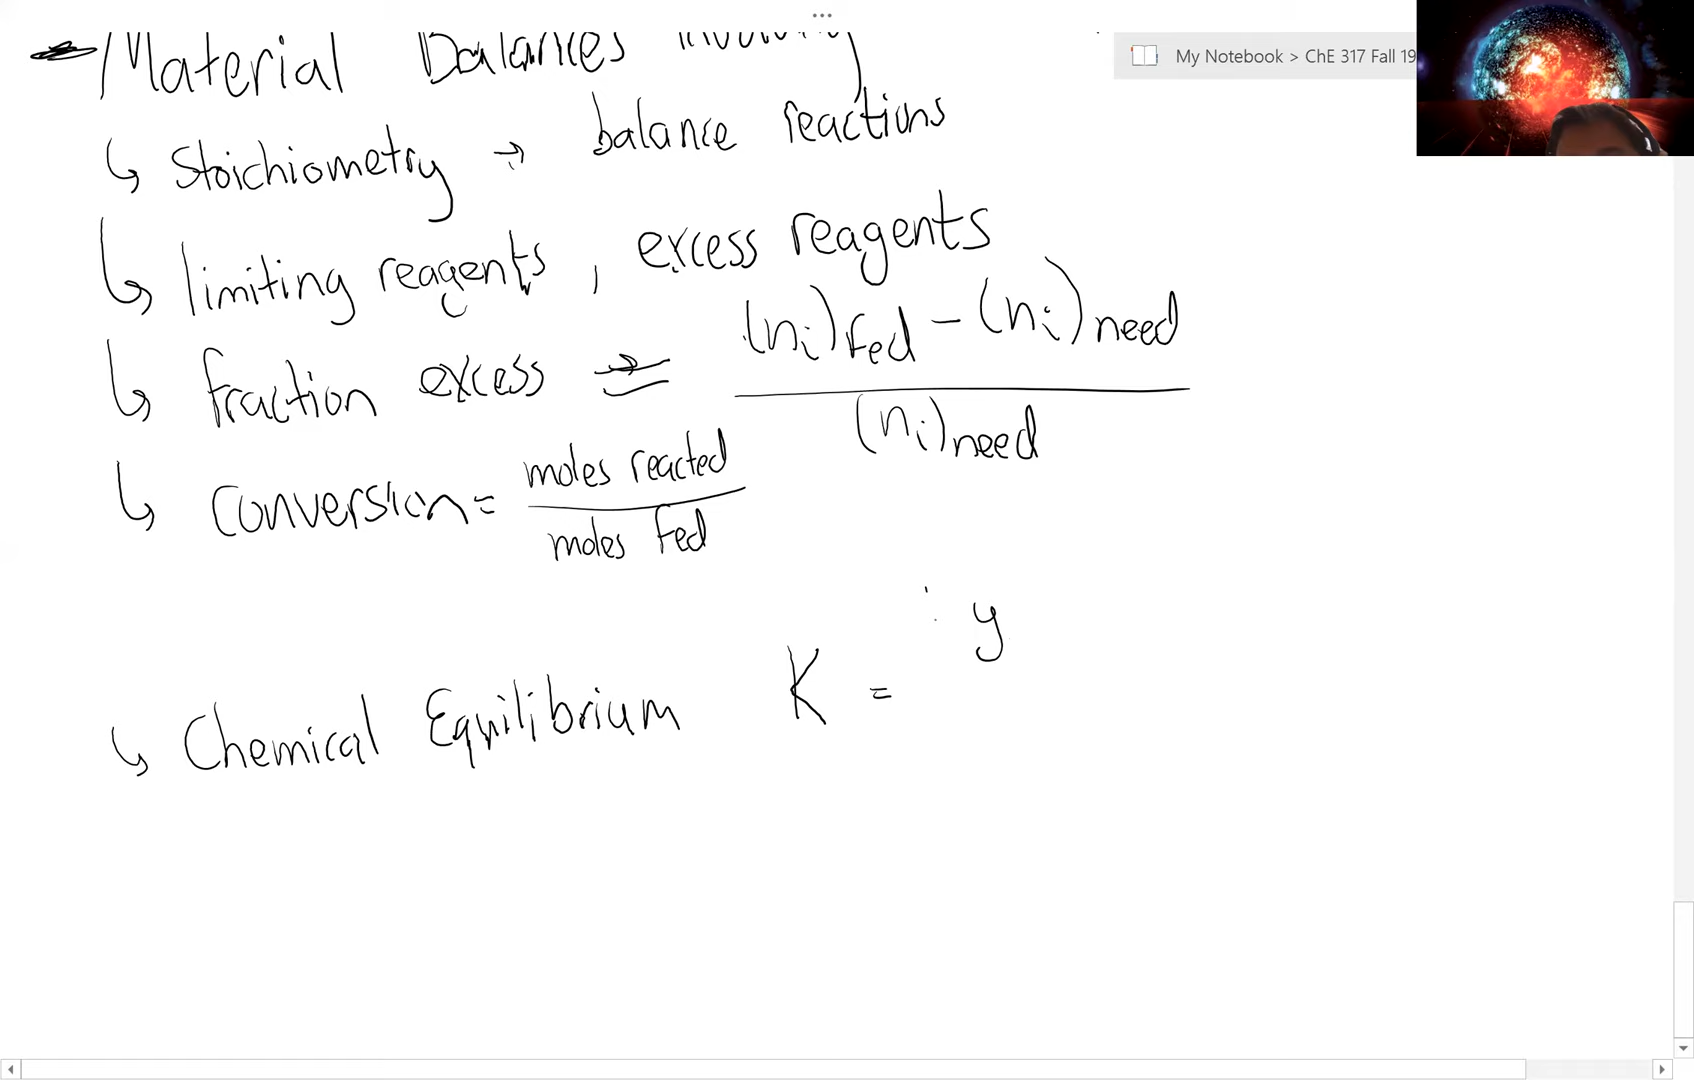 Material Balances involving
My Notebook > ChE 317 Fall 19
↳ Stoichiometry → balance reactions
↳ limiting reagents, excess reagents
↳ fraction excess = (ni)fed - (ni)need
(ni)need
↳ Conversion = moles reacted
moles fed
↳ Chemical Equilibrium K = y